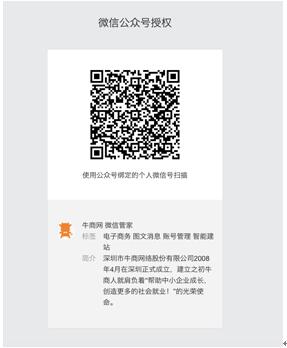 微信公众号授权
使用公众号绑定的个人微信号扫描
牛商网 微信管家
标签 电子商务 图文消息 账号管理 智能建
站
简介 深圳市牛商网络股份有限公司2008
年4月在深圳正式成立，建立之初牛
商人就肩负着“帮助中小企业成长，
创造更多的社会就业！”的光荣使
命。